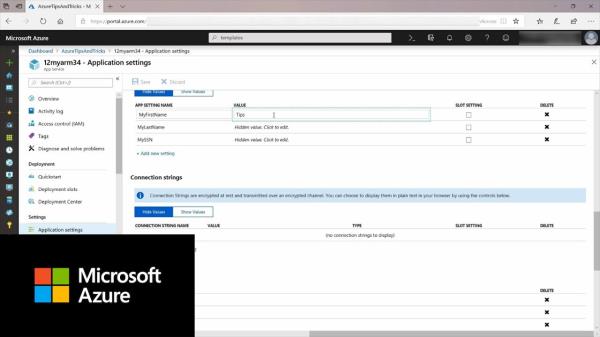 AzureTipsAndTricks - M
https://portal.azure.com/
Microsoft Azure
templates
Dashboard > AzureTipsAndTricks > 12myarm34 - Application settings
12myarm34 - Application settings
App Service
Search (Ctrl+/)
Save
Discard
Overview
Activity log
Access control (IAM)
Tags
Diagnose and solve problems
Deployment
Quickstart
Deployment slots
Deployment Center
Settings
Application settings
Hide Values
Show Values
APP SETTING NAME VALUE SLOT SETTING DELETE
MyFirstName Tips
MyLastName Hidden value. Click to edit.
MySSN Hidden value. Click to edit.
+ Add new setting
Connection strings
Connection Strings are encrypted at rest and transmitted over an encrypted channel. You can choose to display them in plain text in your browser by using the controls below.
Hide Values
Show Values
CONNECTION STRING NAME VALUE TYPE SLOT SETTING DELETE
(no connection strings to display)
DELETE
Microsoft
Azure